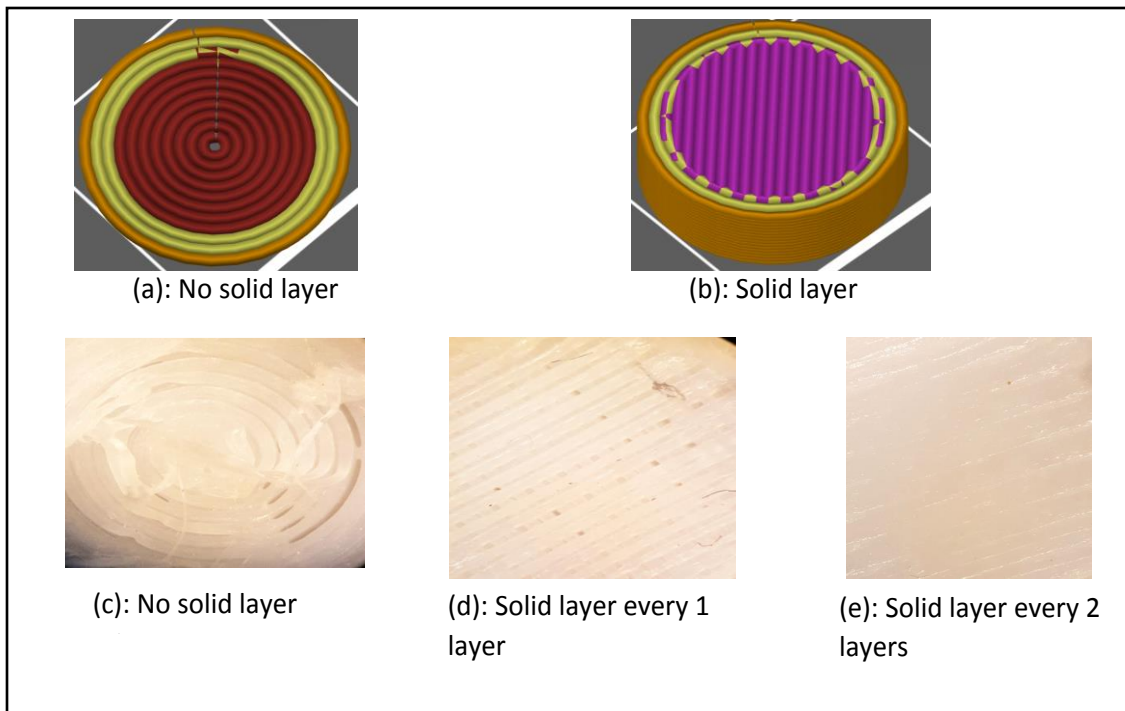 (a): No solid layer
(b): Solid layer
(c): No solid layer
(d): Solid layer every 1
layer
(e): Solid layer every 2
layers